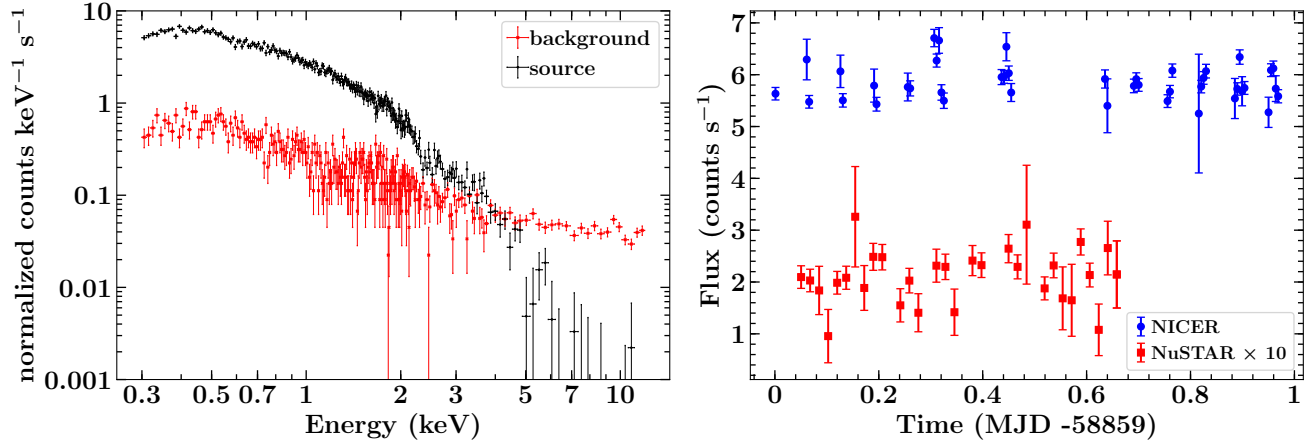 normalized counts keV⁻¹ s⁻¹
10
1
0.1
0.01
0.001
background
source
0.3 0.5 0.7 1 2 3 5 7 10
Energy (keV)
Flux (counts s⁻¹)
8
7
6
5
4
3
2
1
NICER
NuSTAR × 10
0 0.2 0.4 0.6 0.8 1
Time (MJD -58859)